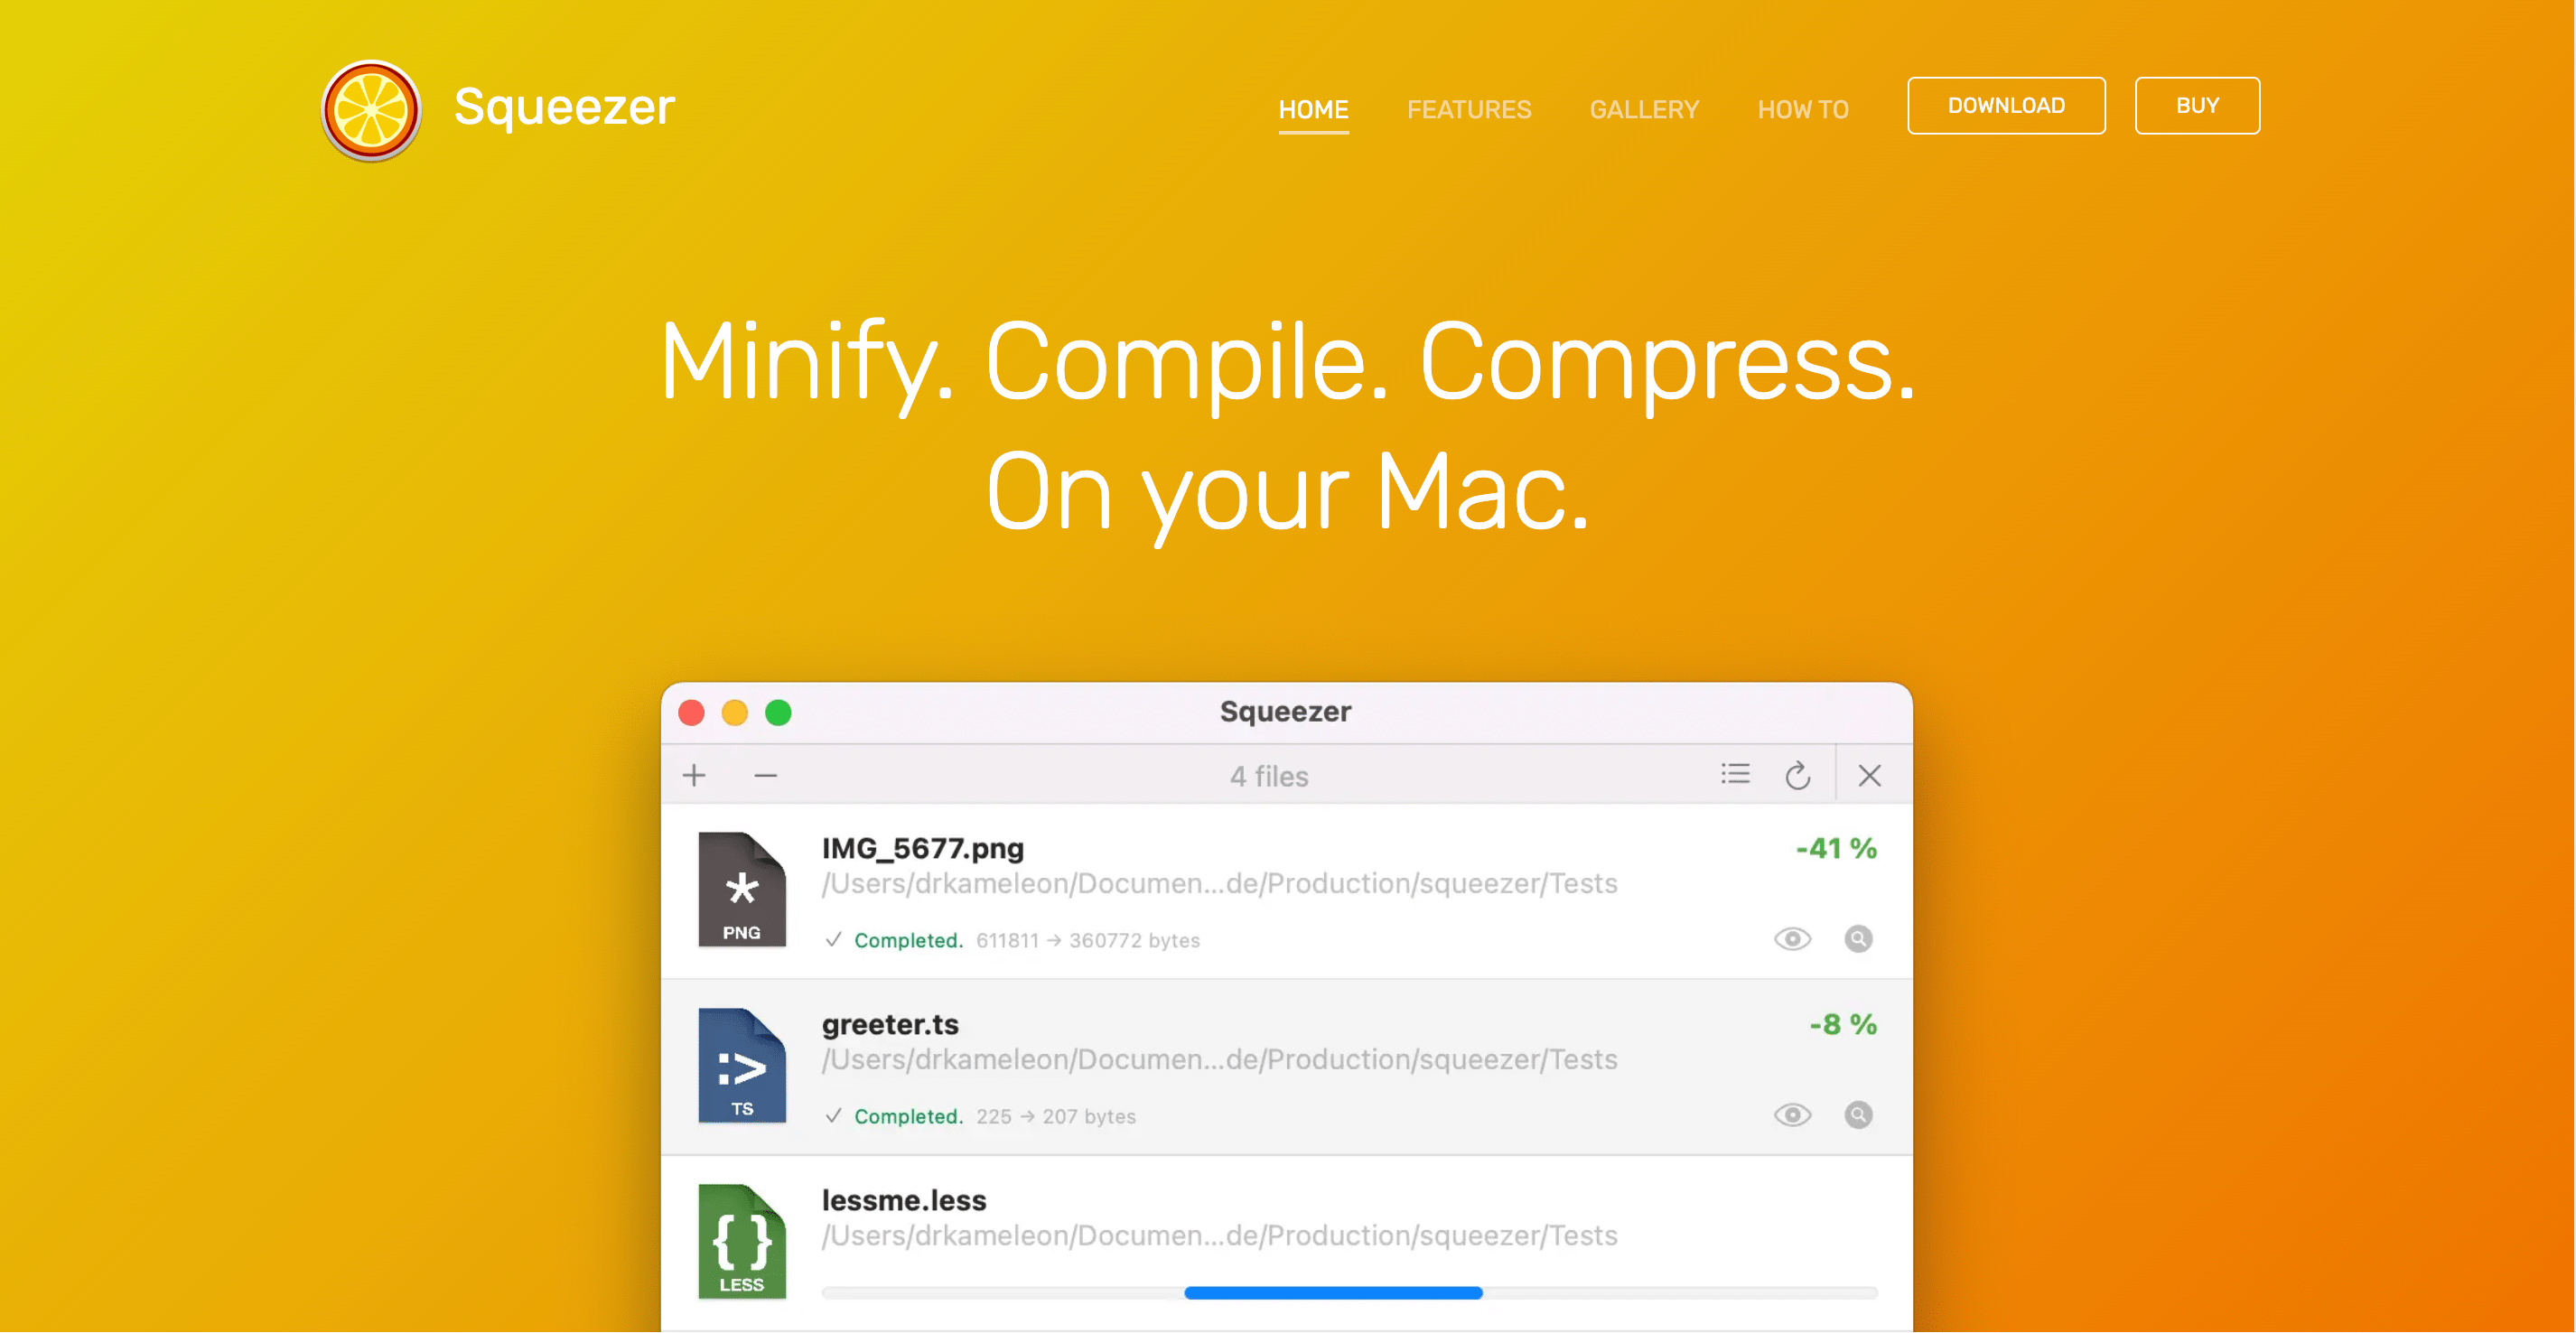 Squeezer
HOME FEATURES GALLERY HOW TO DOWNLOAD BUY
Minify. Compile. Compress.
On your Mac.
Squeezer
4 files
PNG
IMG_5677.png -41 %
/Users/drkameleon/Documen...de/Production/squeezer/Tests
✓ Completed. 611811 → 360772 bytes
TS
greeter.ts -8 %
/Users/drkameleon/Documen...de/Production/squeezer/Tests
✓ Completed. 225 → 207 bytes
{ }
LESS
lessme.less
/Users/drkameleon/Documen...de/Production/squeezer/Tests